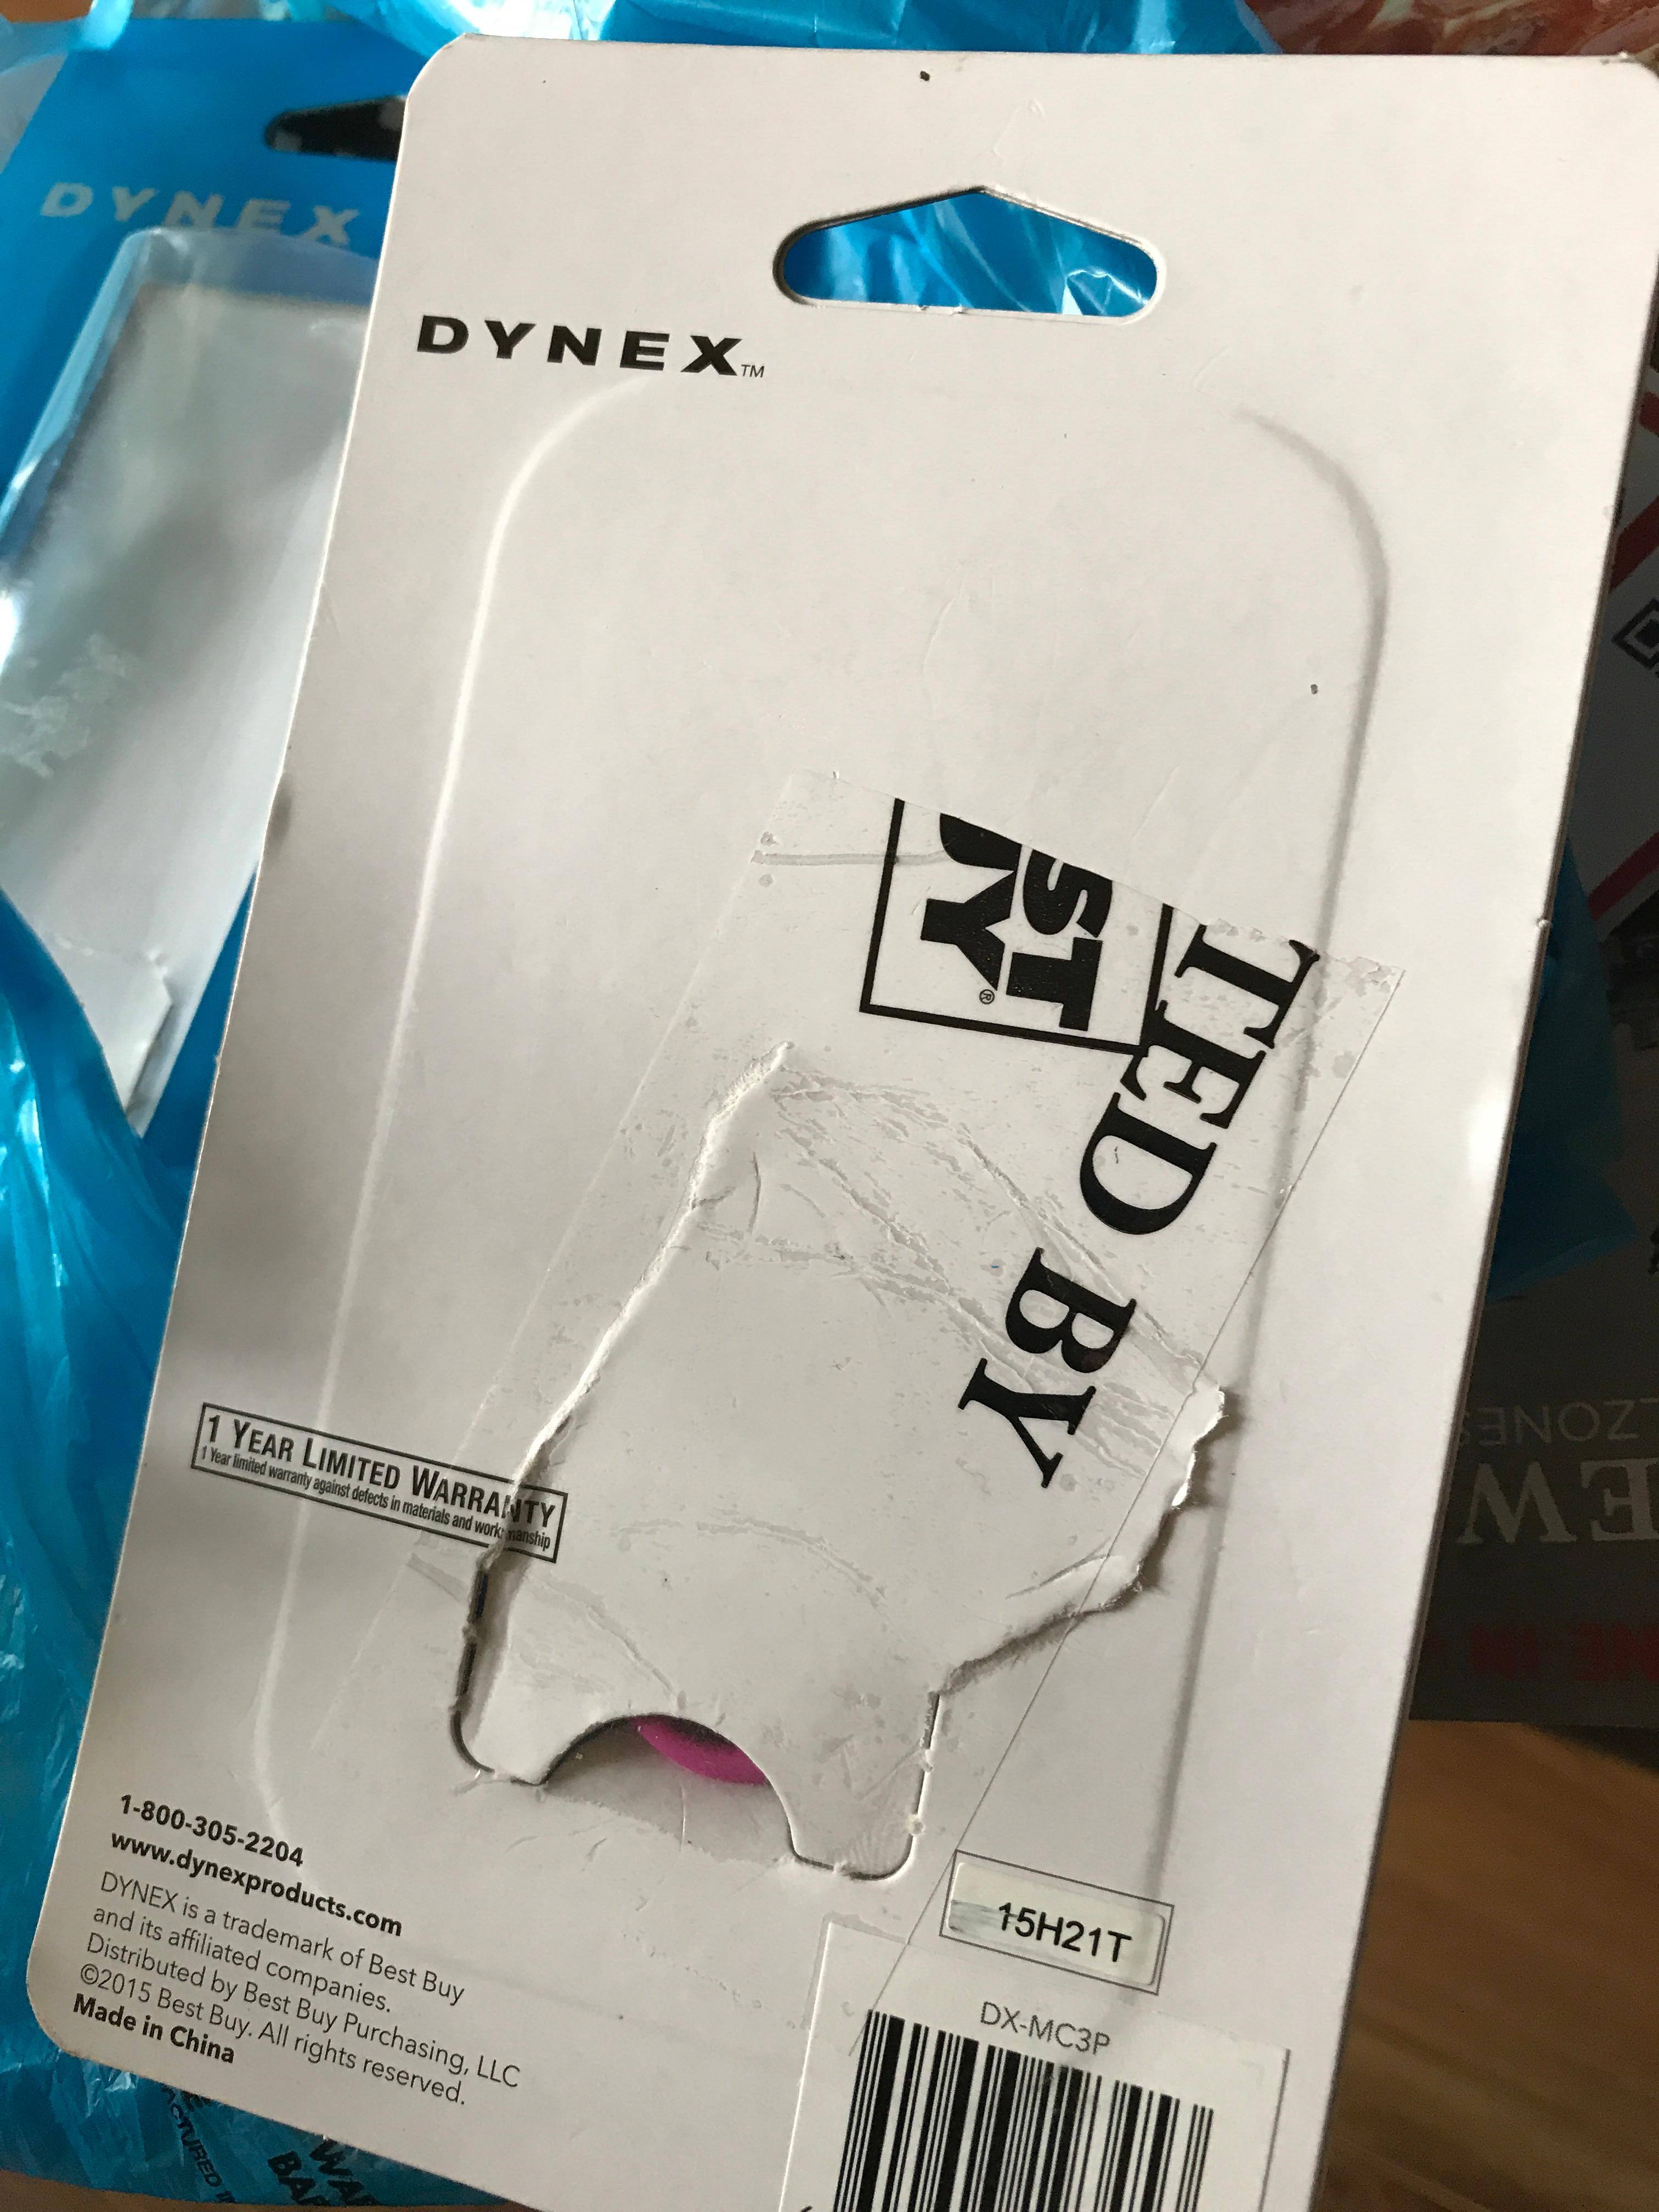 DYNEX
DYNEX™
ST
Y®
TED BY
1 YEAR LIMITED WARRANTY
1 Year limited warranty against defects in materials and workmanship
1-800-305-2204
www.dynexproducts.com
DYNEX is a trademark of Best Buy
and its affiliated companies.
Distributed by Best Buy Purchasing, LLC
©2015 Best Buy. All rights reserved.
Made in China
15H21T
DX-MC3P
ZONES
EW